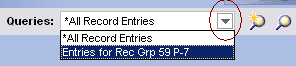 Queries: *All Record Entries
*All Record Entries
Entries for Rec Grp 59 P-7